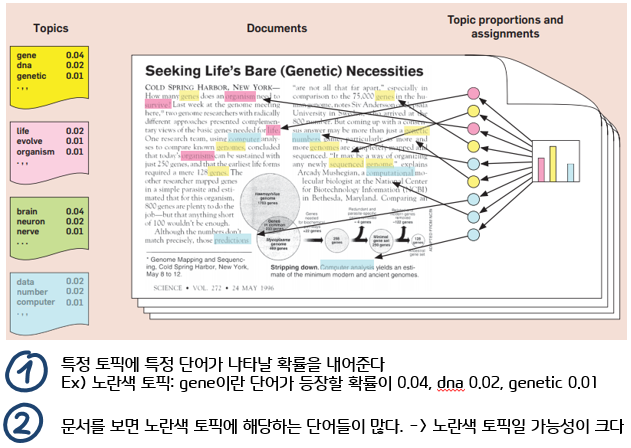 Topics
Documents
Topic proportions and
assignments
gene 0.04
dna 0.02
genetic 0.01
. , ,
life 0.02
evolve 0.01
organism 0.01
. , ,
brain 0.04
neuron 0.02
nerve 0.01
. , ,
data 0.02
number 0.02
computer 0.01
. , ,
Seeking Life's Bare (Genetic) Necessities
COLD SPRING HARBOR, NEW YORK—
How many genes does an organism need to
survive? Last week at the genome meeting
here,* two genome researchers with radically
different approaches presented complemen-
tary views of the basic genes needed for life.
One research team, using computer analy-
ses to compare known genomes, concluded
that today's organisms can be sustained with
just 250 genes, and that the earliest life forms
required a mere 128 genes. The
other researcher mapped genes
in a simple parasite and esti-
mated that for this organism,
800 genes are plenty to do the
job—but that anything short
of 100 wouldn't be enough.
Although the numbers don't
match precisely, those predictions
* Genome Mapping and Sequenc-
ing, Cold Spring Harbor, New York,
May 8 to 12.
"are not all that far apart," especially in
comparison to the 75,000 genes in the hu-
man genome, notes Siv Andersson
University in Sweden, who arrived at the
800 number. But coming up with a consen-
sus answer may be more than just a genetic
numbers game, particularly as more and
more genomes are completely mapped and
sequenced. "It may be a way of organizing
any newly sequenced genome," explains
Arcady Mushegian, a computational mo-
lecular biologist at the National Center
for Biotechnology Information (NCBI)
in Bethesda, Maryland. Comparing an
Haemophilus
genome
1703 genes
Mycoplasma
genome
469 genes
Stripping down. Computer analysis yields an esti-
mate of the minimum modern and ancient genomes.
SCIENCE • VOL. 272 • 24 MAY 1996
1 특정 토픽에 특정 단어가 나타날 확률을 내어준다
Ex) 노란색 토픽: gene이란 단어가 등장할 확률이 0.04, dna 0.02, genetic 0.01
2 문서를 보면 노란색 토픽에 해당하는 단어들이 많다. -> 노란색 토픽일 가능성이 크다